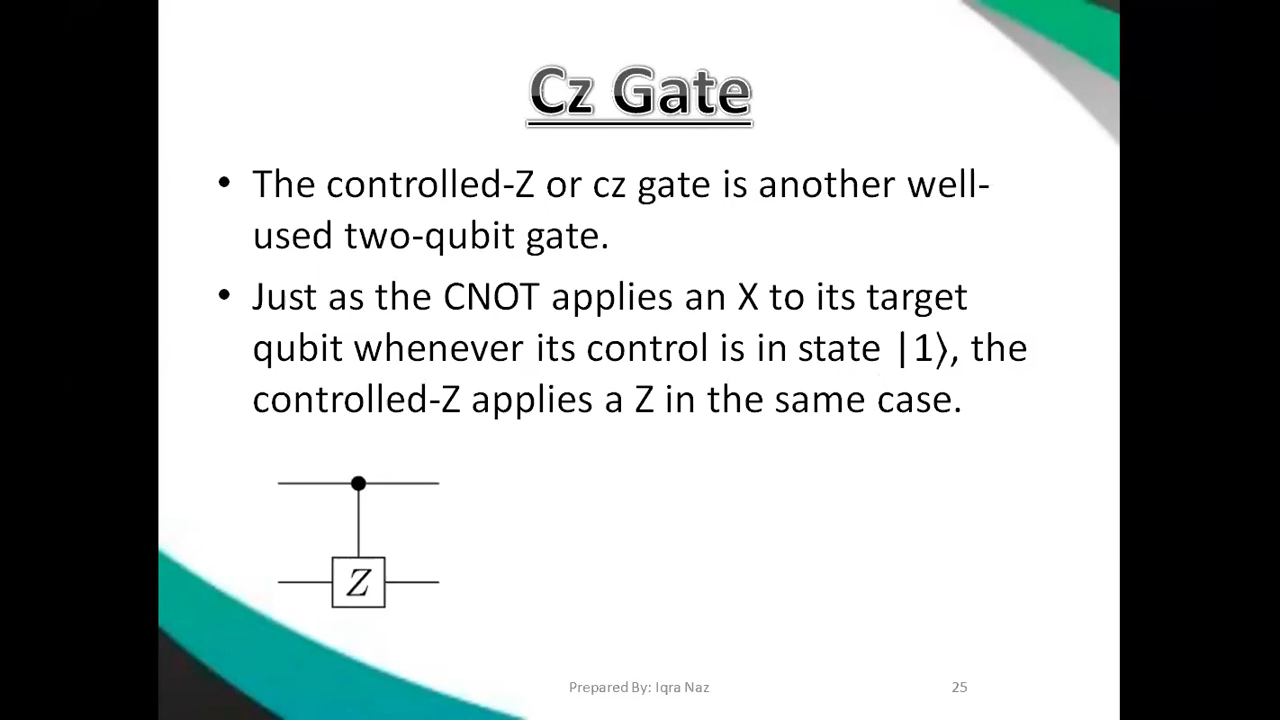 Cz Gate
• The controlled-Z or cz gate is another well-
used two-qubit gate.
• Just as the CNOT applies an X to its target
qubit whenever its control is in state |1⟩, the
controlled-Z applies a Z in the same case.
Z
Prepared By: Iqra Naz
25